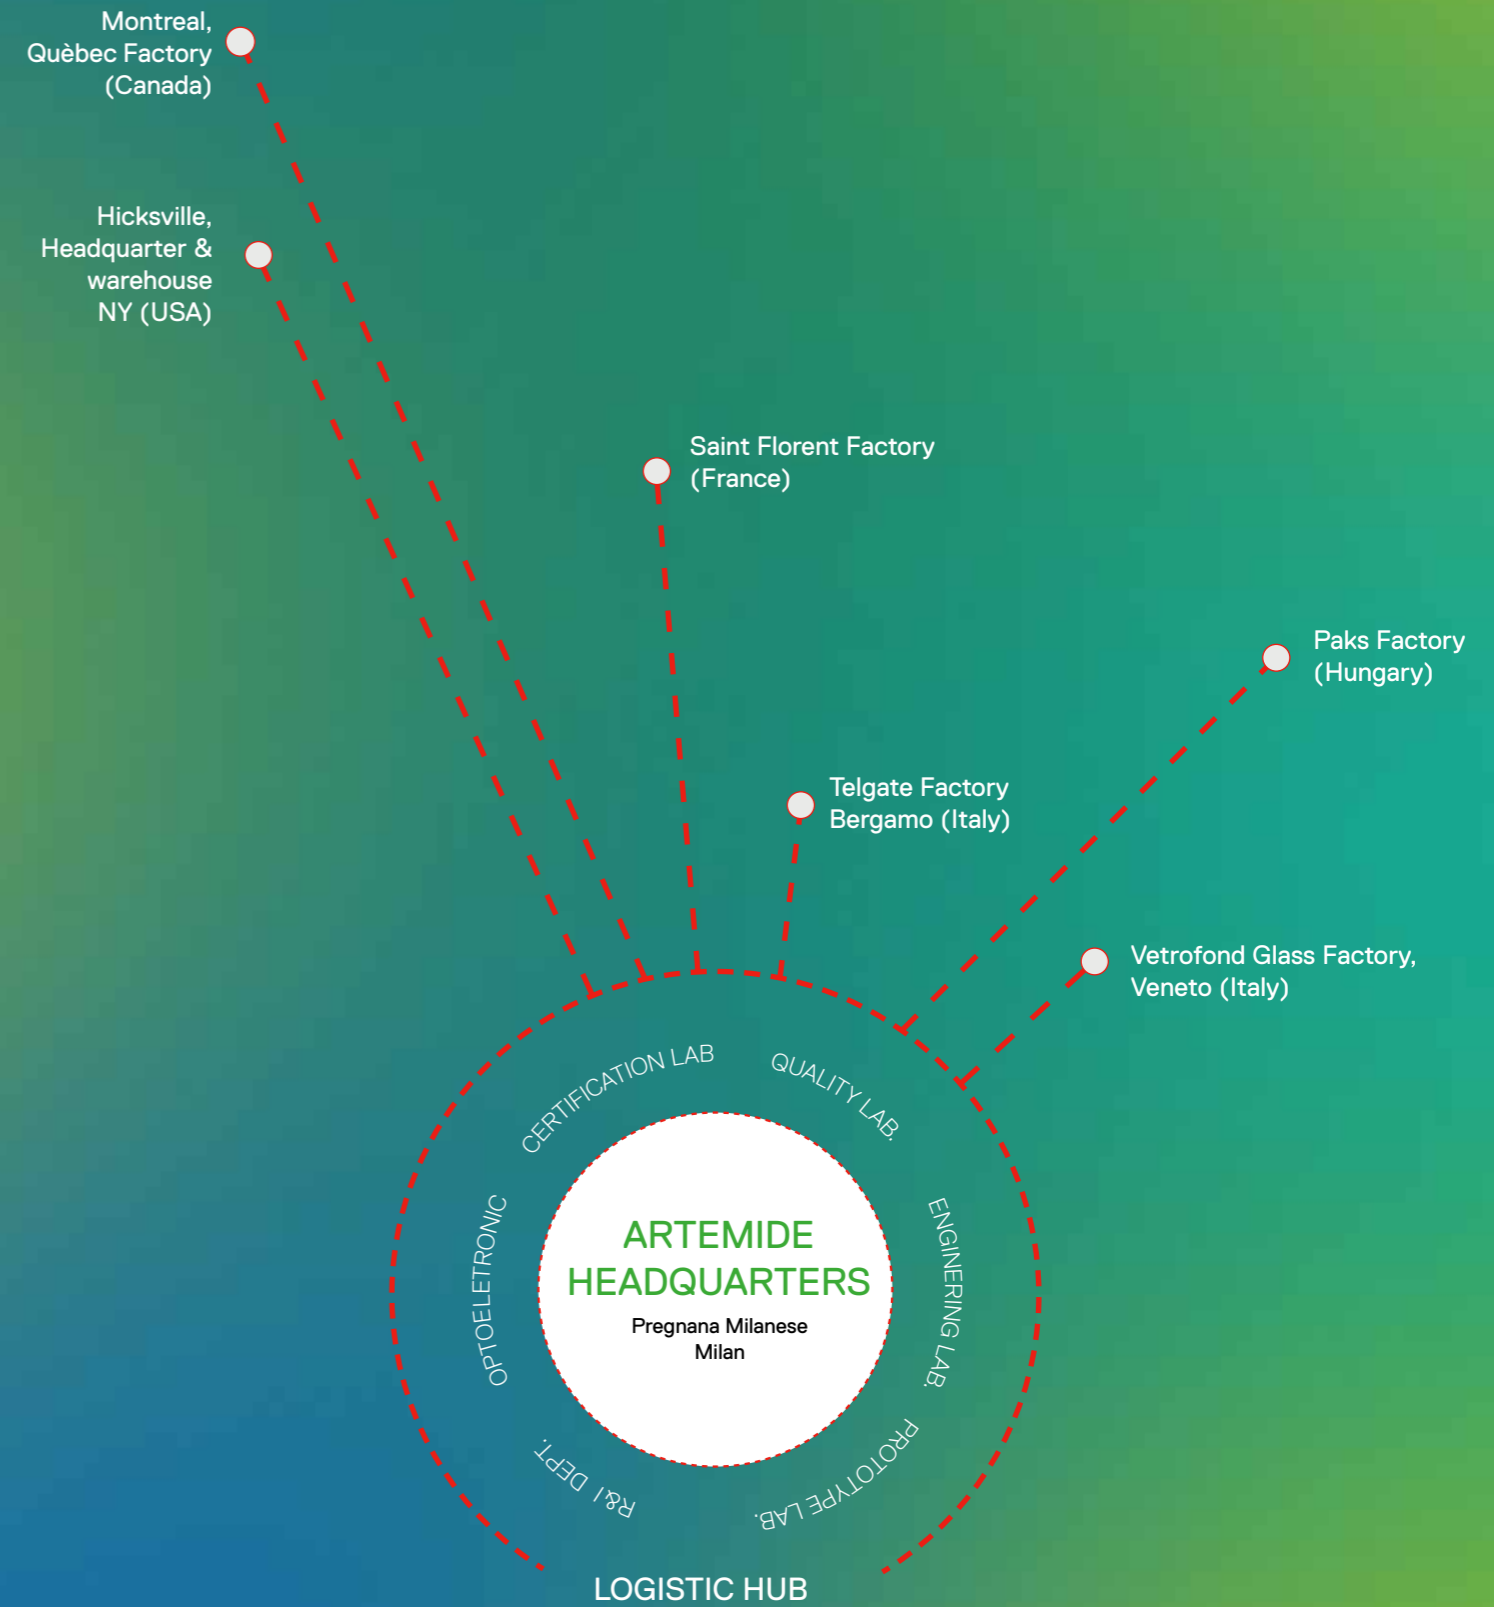 Montreal,
Quèbec Factory
(Canada)
Hicksville,
Headquarter &
warehouse
NY (USA)
Saint Florent Factory
(France)
Paks Factory
(Hungary)
Telgate Factory
Bergamo (Italy)
Vetrofond Glass Factory,
Veneto (Italy)
CERTIFICATION LAB
QUALITY LAB.
OPTOELETRONIC
ENGINERING LAB.
ARTEMIDE
HEADQUARTERS
Pregnana Milanese
Milan
R&I DEPT.
PROTOTYPE LAB.
LOGISTIC HUB